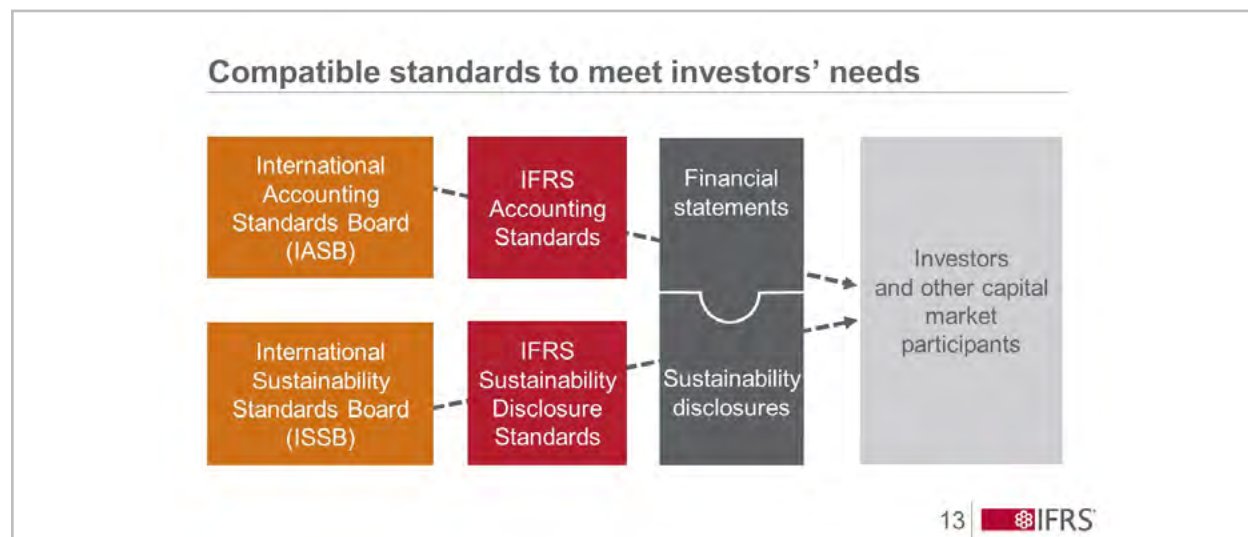 Compatible standards to meet investors’ needs
International
Accounting
Standards Board
(IASB)
IFRS
Accounting
Standards
Financial
statements
Investors
and other capital
market
participants
International
Sustainability
Standards Board
(ISSB)
IFRS
Sustainability
Disclosure
Standards
Sustainability
disclosures
13
IFRS®